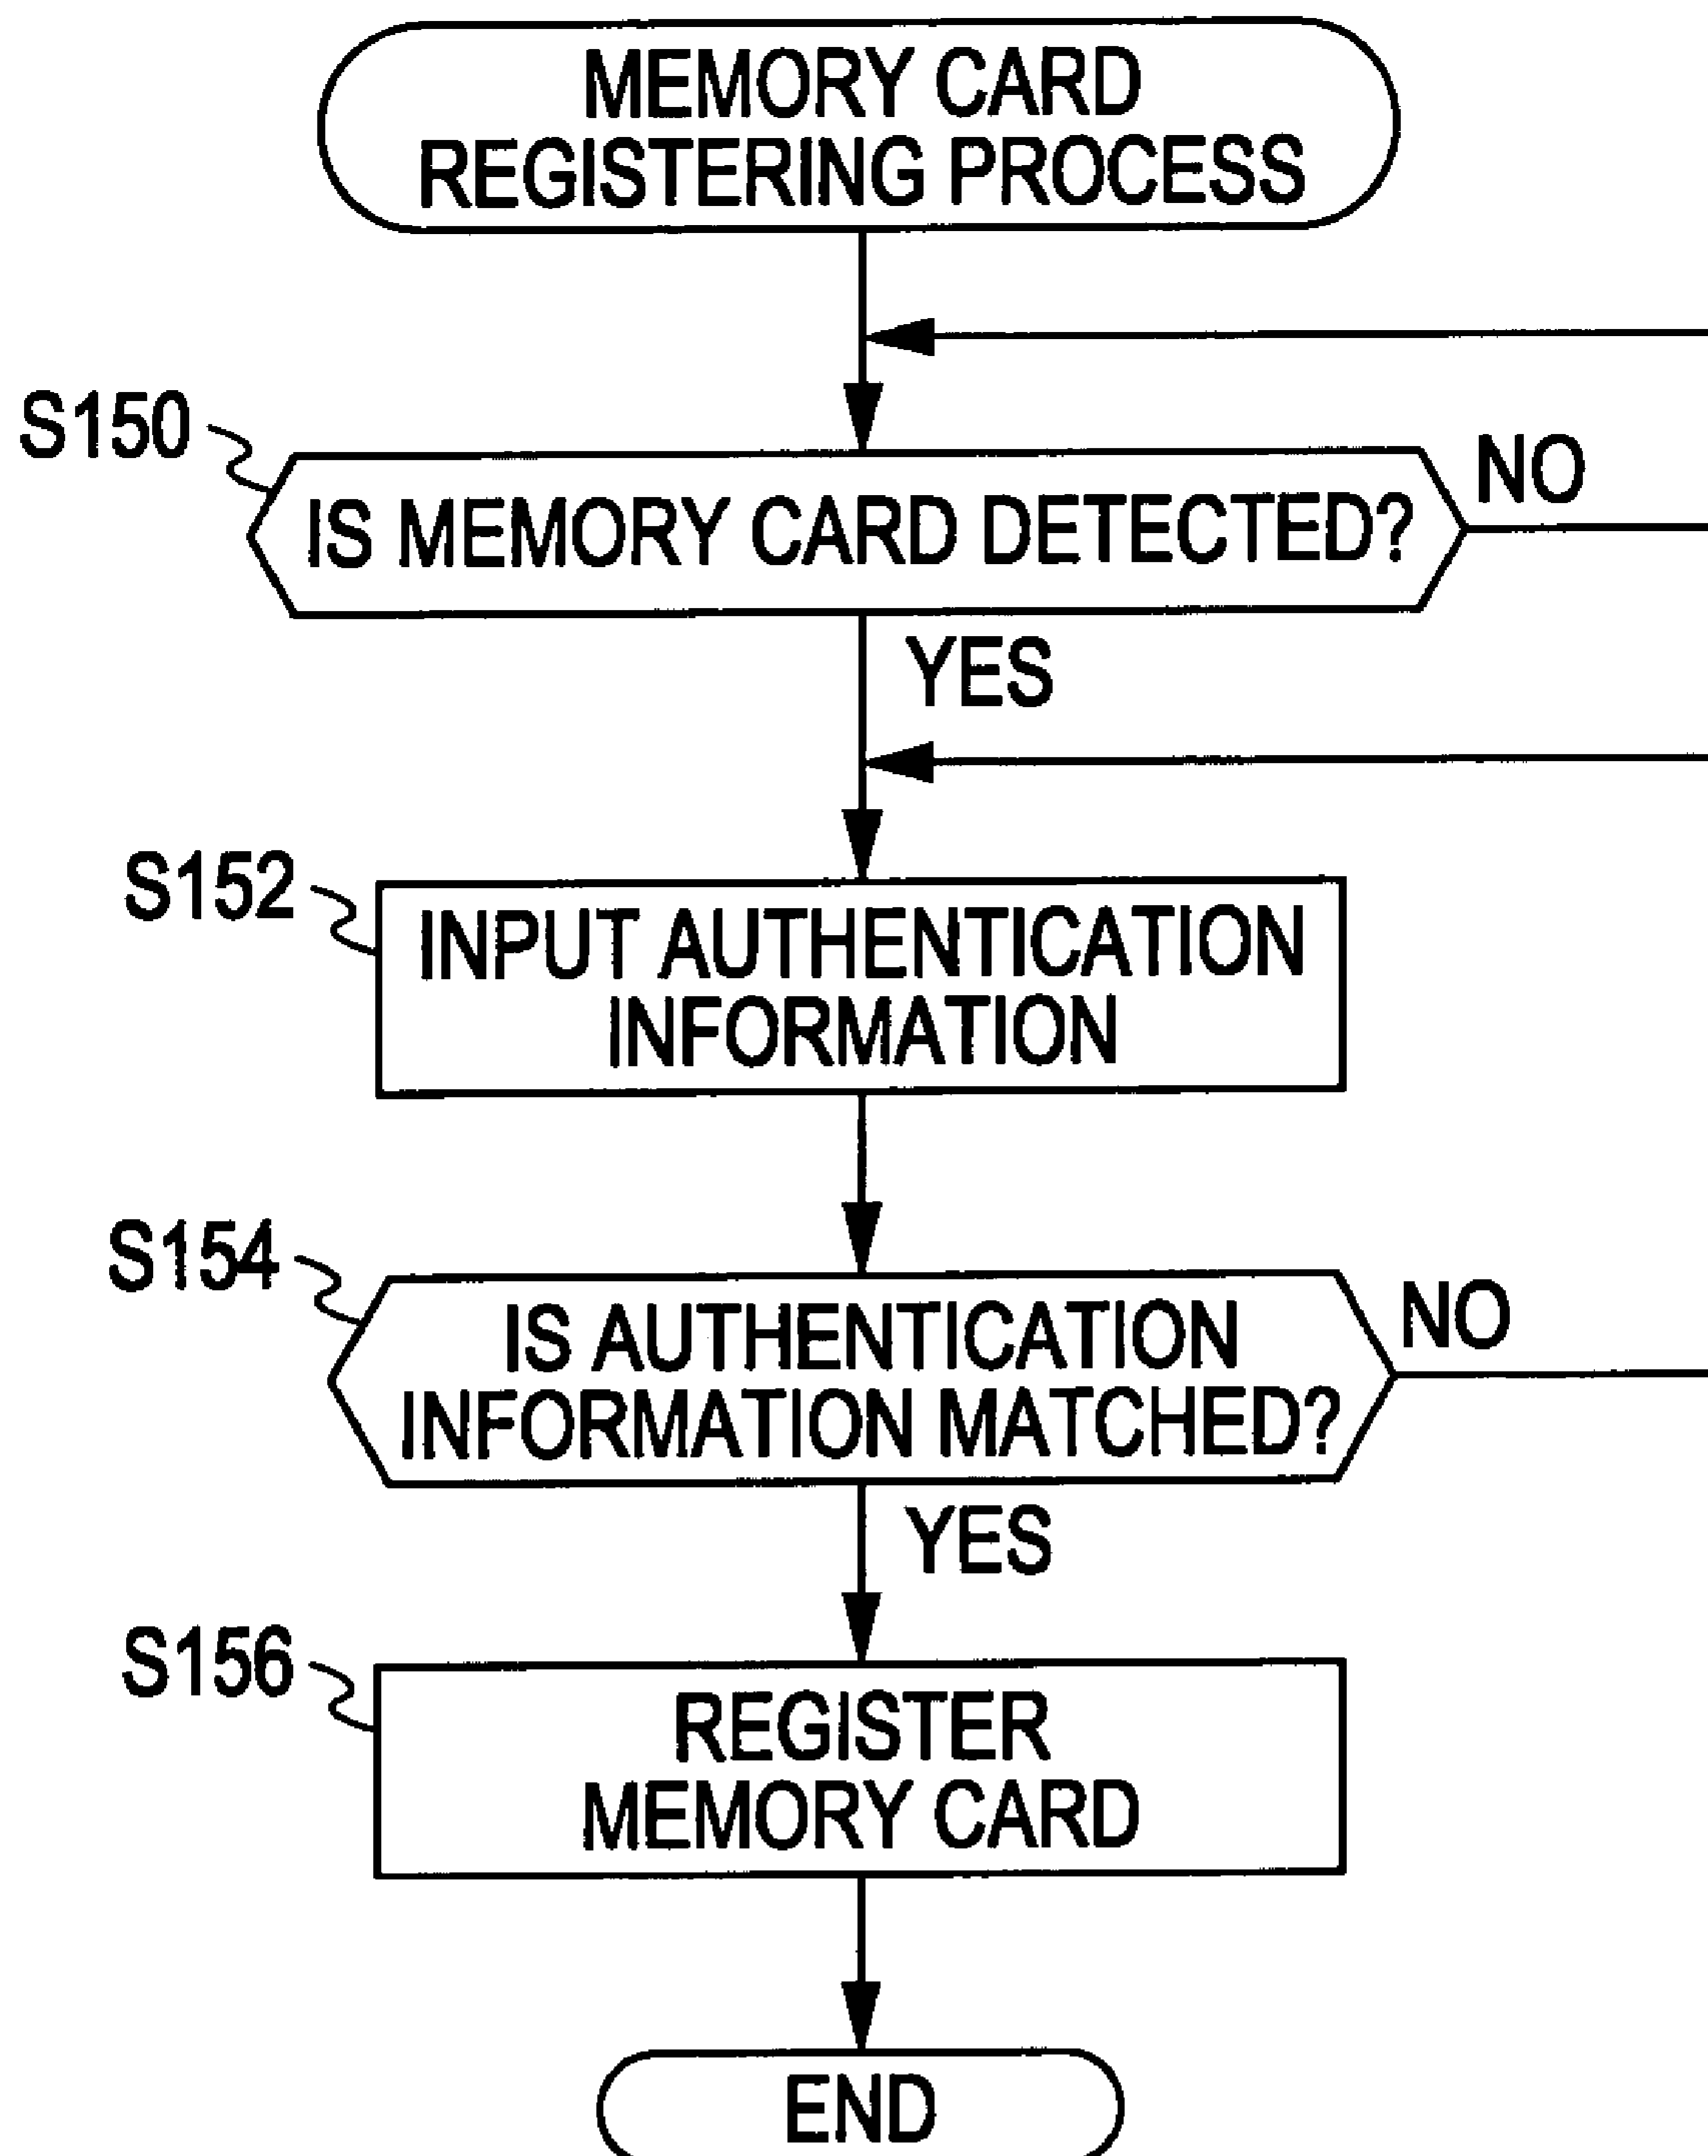 MEMORY CARD
REGISTERING PROCESS
S150
IS MEMORY CARD DETECTED?
NO
YES
S152
INPUT AUTHENTICATION
INFORMATION
S154
IS AUTHENTICATION
INFORMATION MATCHED?
NO
YES
S156
REGISTER
MEMORY CARD
END